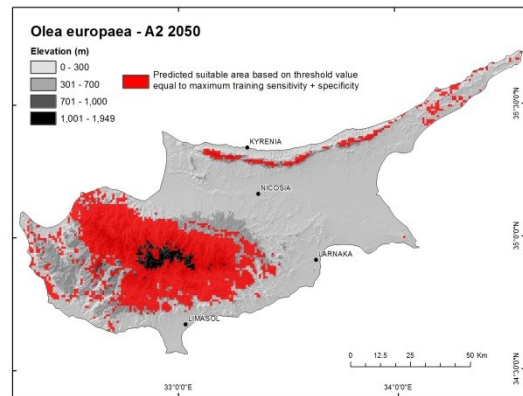 Olea europaea - A2 2050
Elevation (m)
0 - 300
301 - 700
701 - 1,000
1,001 - 1,949
Predicted suitable area based on threshold value
equal to maximum training sensitivity + specificity
KYRENIA
NICOSIA
LARNAKA
LIMASOL
0 12.5 25 50 Km
33°0'0"E
34°0'0"E
35°30'0"N
35°0'0"N
34°30'0"N